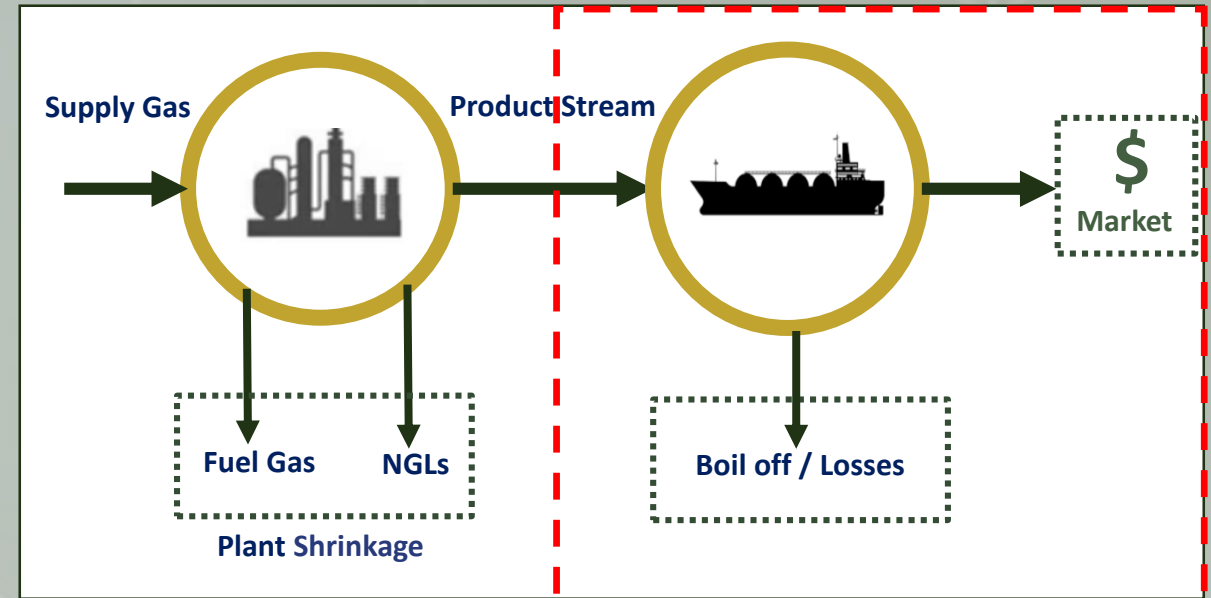 Supply Gas
Product Stream
$
Market
Fuel Gas
NGLs
Boil off / Losses
Plant Shrinkage